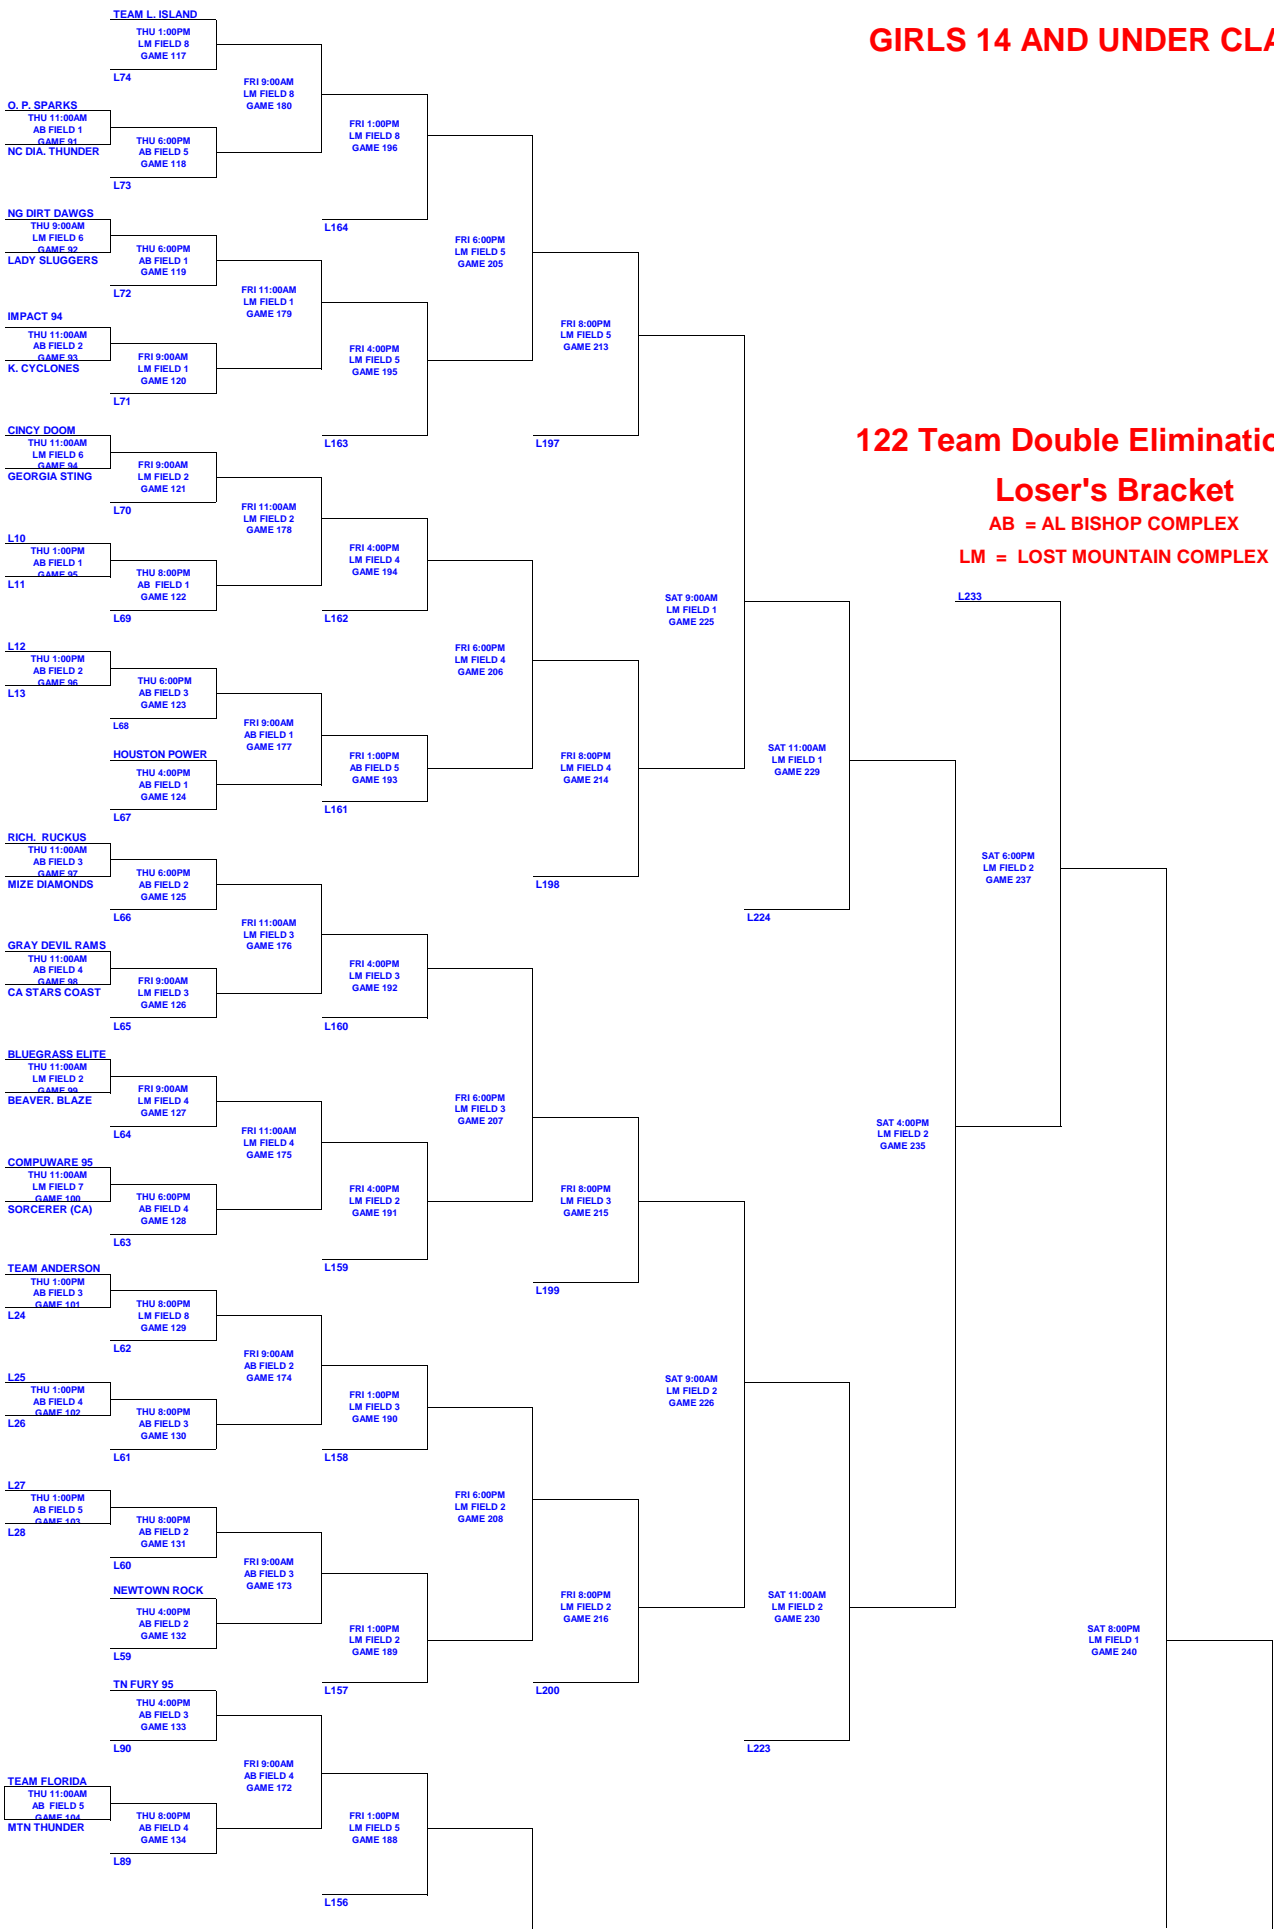 GIRLS 14 AND UNDER CLA
122 Team Double Eliminatio
Loser's Bracket
AB = AL BISHOP COMPLEX
LM = LOST MOUNTAIN COMPLEX
TEAM L. ISLAND
THU 1:00PM
LM FIELD 8
GAME 117
L74
O. P. SPARKS
THU 11:00AM
AB FIELD 1
GAME 91
NC DIA. THUNDER
THU 6:00PM
AB FIELD 5
GAME 118
L73
NG DIRT DAWGS
THU 9:00AM
LM FIELD 6
GAME 92
LADY SLUGGERS
THU 6:00PM
AB FIELD 1
GAME 119
L72
IMPACT 94
THU 11:00AM
AB FIELD 2
GAME 93
K. CYCLONES
FRI 9:00AM
LM FIELD 1
GAME 120
L71
CINCY DOOM
THU 11:00AM
LM FIELD 6
GAME 94
GEORGIA STING
FRI 9:00AM
LM FIELD 2
GAME 121
L70
L10
THU 1:00PM
AB FIELD 1
GAME 95
L11
THU 8:00PM
AB FIELD 1
GAME 122
L69
L12
THU 1:00PM
AB FIELD 2
GAME 96
L13
THU 6:00PM
AB FIELD 3
GAME 123
L68
HOUSTON POWER
THU 4:00PM
AB FIELD 1
GAME 124
L67
RICH. RUCKUS
THU 11:00AM
AB FIELD 3
GAME 97
MIZE DIAMONDS
THU 6:00PM
AB FIELD 2
GAME 125
L66
GRAY DEVIL RAMS
THU 11:00AM
AB FIELD 4
GAME 98
CA STARS COAST
FRI 9:00AM
LM FIELD 3
GAME 126
L65
BLUEGRASS ELITE
THU 11:00AM
LM FIELD 2
GAME 99
BEAVER. BLAZE
FRI 9:00AM
LM FIELD 4
GAME 127
L64
COMPUWARE 95
THU 11:00AM
LM FIELD 7
GAME 100
SORCERER (CA)
THU 6:00PM
AB FIELD 4
GAME 128
L63
TEAM ANDERSON
THU 1:00PM
AB FIELD 3
GAME 101
L24
THU 8:00PM
LM FIELD 8
GAME 129
L62
L25
THU 1:00PM
AB FIELD 4
GAME 102
L26
THU 8:00PM
AB FIELD 3
GAME 130
L61
L27
THU 1:00PM
AB FIELD 5
GAME 103
L28
THU 8:00PM
AB FIELD 2
GAME 131
L60
NEWTOWN ROCK
THU 4:00PM
AB FIELD 2
GAME 132
L59
TN FURY 95
THU 4:00PM
AB FIELD 3
GAME 133
L90
TEAM FLORIDA
THU 11:00AM
AB FIELD 5
GAME 104
MTN THUNDER
THU 8:00PM
AB FIELD 4
GAME 134
L89
FRI 9:00AM
LM FIELD 8
GAME 180
FRI 11:00AM
LM FIELD 1
GAME 179
FRI 11:00AM
LM FIELD 2
GAME 178
FRI 9:00AM
AB FIELD 1
GAME 177
FRI 11:00AM
LM FIELD 3
GAME 176
FRI 11:00AM
LM FIELD 4
GAME 175
FRI 9:00AM
AB FIELD 2
GAME 174
FRI 9:00AM
AB FIELD 3
GAME 173
FRI 9:00AM
AB FIELD 4
GAME 172
FRI 1:00PM
LM FIELD 8
GAME 196
L164
FRI 4:00PM
LM FIELD 5
GAME 195
L163
FRI 4:00PM
LM FIELD 4
GAME 194
L162
FRI 1:00PM
AB FIELD 5
GAME 193
L161
FRI 4:00PM
LM FIELD 3
GAME 192
L160
FRI 4:00PM
LM FIELD 2
GAME 191
L159
FRI 1:00PM
LM FIELD 3
GAME 190
L158
FRI 1:00PM
LM FIELD 2
GAME 189
L157
FRI 1:00PM
LM FIELD 5
GAME 188
L156
FRI 6:00PM
LM FIELD 5
GAME 205
FRI 6:00PM
LM FIELD 4
GAME 206
FRI 6:00PM
LM FIELD 3
GAME 207
FRI 6:00PM
LM FIELD 2
GAME 208
FRI 8:00PM
LM FIELD 5
GAME 213
L197
FRI 8:00PM
LM FIELD 4
GAME 214
L198
FRI 8:00PM
LM FIELD 3
GAME 215
L199
FRI 8:00PM
LM FIELD 2
GAME 216
L200
SAT 9:00AM
LM FIELD 1
GAME 225
SAT 9:00AM
LM FIELD 2
GAME 226
SAT 11:00AM
LM FIELD 1
GAME 229
L224
SAT 11:00AM
LM FIELD 2
GAME 230
L223
SAT 4:00PM
LM FIELD 2
GAME 235
L233
SAT 6:00PM
LM FIELD 2
GAME 237
SAT 8:00PM
LM FIELD 1
GAME 240